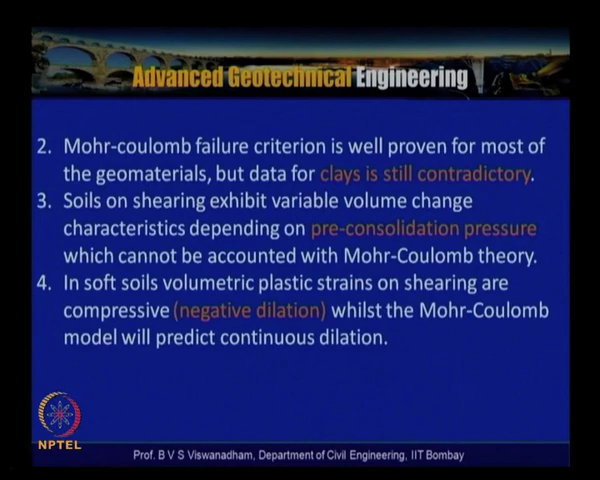 Advanced Geotechnical Engineering
2. Mohr-coulomb failure criterion is well proven for most of
the geomaterials, but data for clays is still contradictory.
3. Soils on shearing exhibit variable volume change
characteristics depending on pre-consolidation pressure
which cannot be accounted with Mohr-Coulomb theory.
4. In soft soils volumetric plastic strains on shearing are
compressive (negative dilation) whilst the Mohr-Coulomb
model will predict continuous dilation.
NPTEL
Prof. B V S Viswanadham, Department of Civil Engineering, IIT Bombay